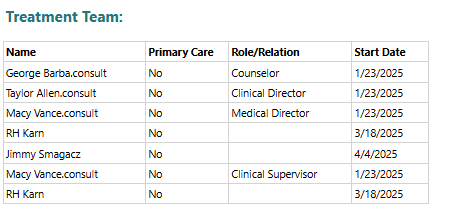 Treatment Team:
Name Primary Care Role/Relation Start Date
George Barba.consult No Counselor 1/23/2025
Taylor Allen.consult No Clinical Director 1/23/2025
Macy Vance.consult No Medical Director 1/23/2025
RH Karn No 3/18/2025
Jimmy Smagacz No 4/4/2025
Macy Vance.consult No Clinical Supervisor 1/23/2025
RH Karn No 3/18/2025